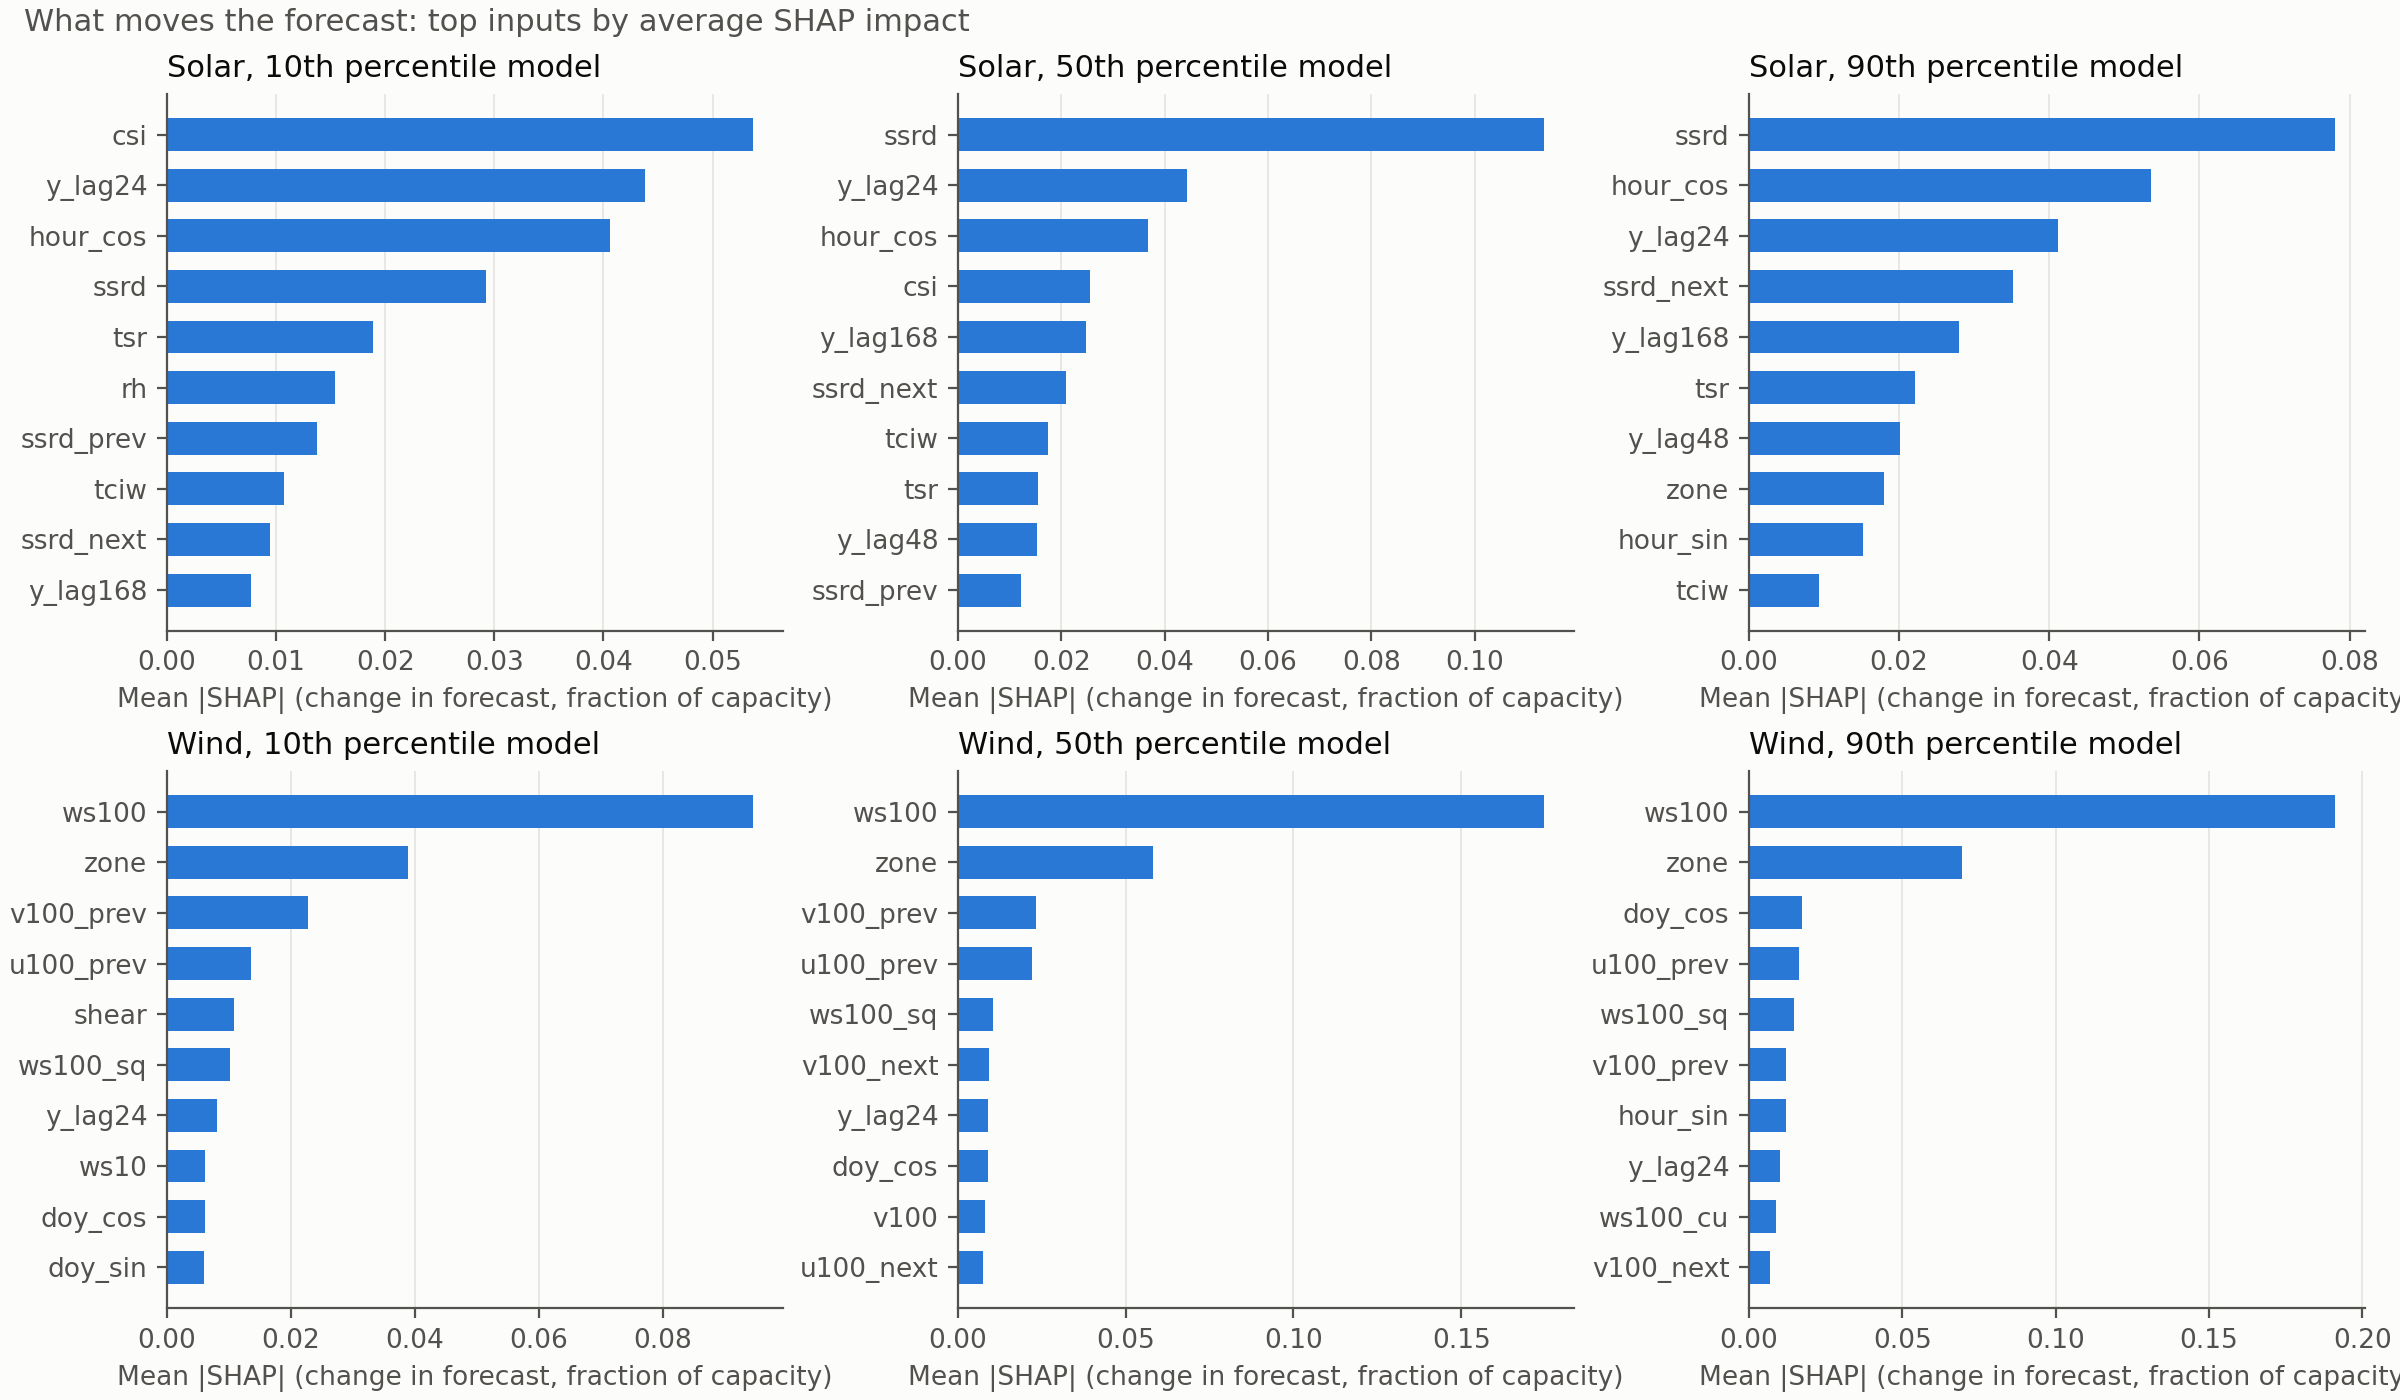 What moves the forecast: top inputs by average SHAP impact
Solar, 10th percentile model
csi
y_lag24
hour_cos
ssrd
tsr
rh
ssrd_prev
tciw
ssrd_next
y_lag168
0.00 0.01 0.02 0.03 0.04 0.05
Mean |SHAP| (change in forecast, fraction of capacity)
Solar, 50th percentile model
ssrd
y_lag24
hour_cos
csi
y_lag168
ssrd_next
tciw
tsr
y_lag48
ssrd_prev
0.00 0.02 0.04 0.06 0.08 0.10
Mean |SHAP| (change in forecast, fraction of capacity)
Solar, 90th percentile model
ssrd
hour_cos
y_lag24
ssrd_next
y_lag168
tsr
y_lag48
zone
hour_sin
tciw
0.00 0.02 0.04 0.06 0.08
Mean |SHAP| (change in forecast, fraction of capacity
Wind, 10th percentile model
ws100
zone
v100_prev
u100_prev
shear
ws100_sq
y_lag24
ws10
doy_cos
doy_sin
0.00 0.02 0.04 0.06 0.08
Mean |SHAP| (change in forecast, fraction of capacity)
Wind, 50th percentile model
ws100
zone
v100_prev
u100_prev
ws100_sq
v100_next
y_lag24
doy_cos
v100
u100_next
0.00 0.05 0.10 0.15
Mean |SHAP| (change in forecast, fraction of capacity)
Wind, 90th percentile model
ws100
zone
doy_cos
u100_prev
ws100_sq
v100_prev
hour_sin
y_lag24
ws100_cu
v100_next
0.00 0.05 0.10 0.15 0.20
Mean |SHAP| (change in forecast, fraction of capacity